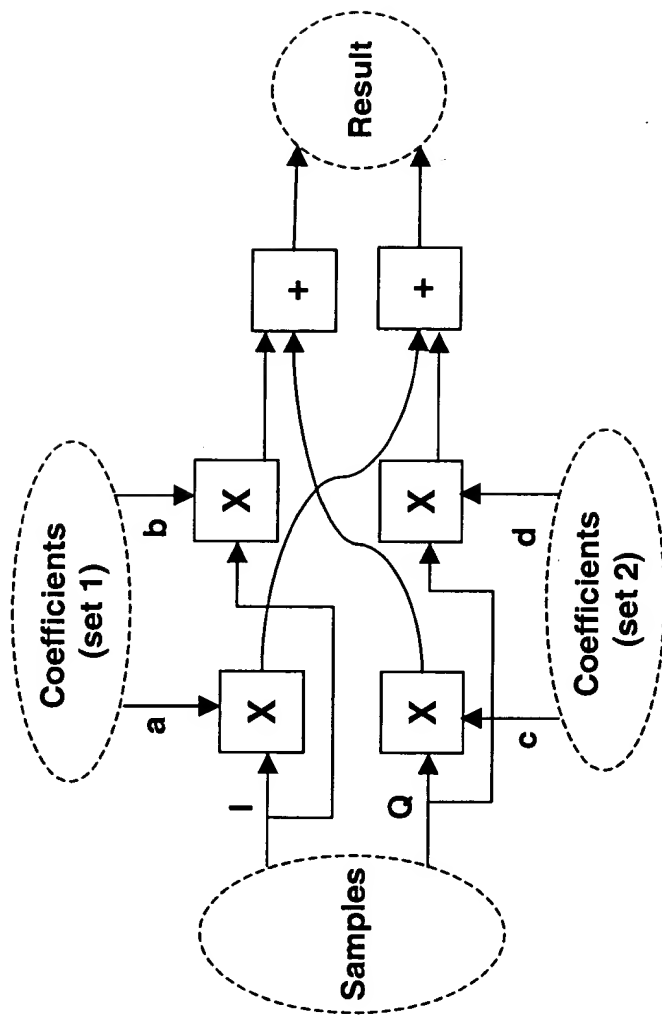 Coefficients
(set 1)
a
b
Samples
I
Q
X
X
X
X
+
+
Result
c
d
Coefficients
(set 2)